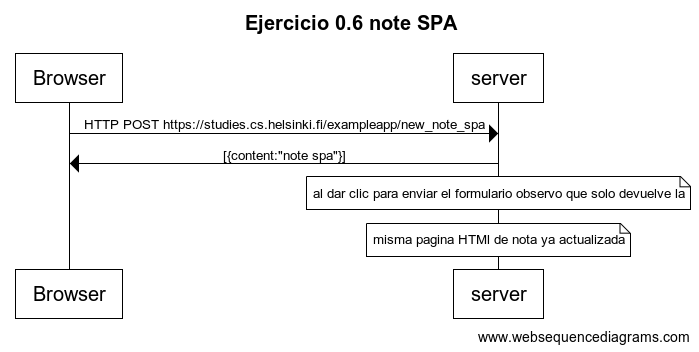 Ejercicio 0.6 note SPA
Browser
server
HTTP POST https://studies.cs.helsinki.fi/exampleapp/new_note_spa
[{content:"note spa"}]
al dar clic para enviar el formulario observo que solo devuelve la
misma pagina HTMl de nota ya actualizada
Browser
server
www.websequencediagrams.com